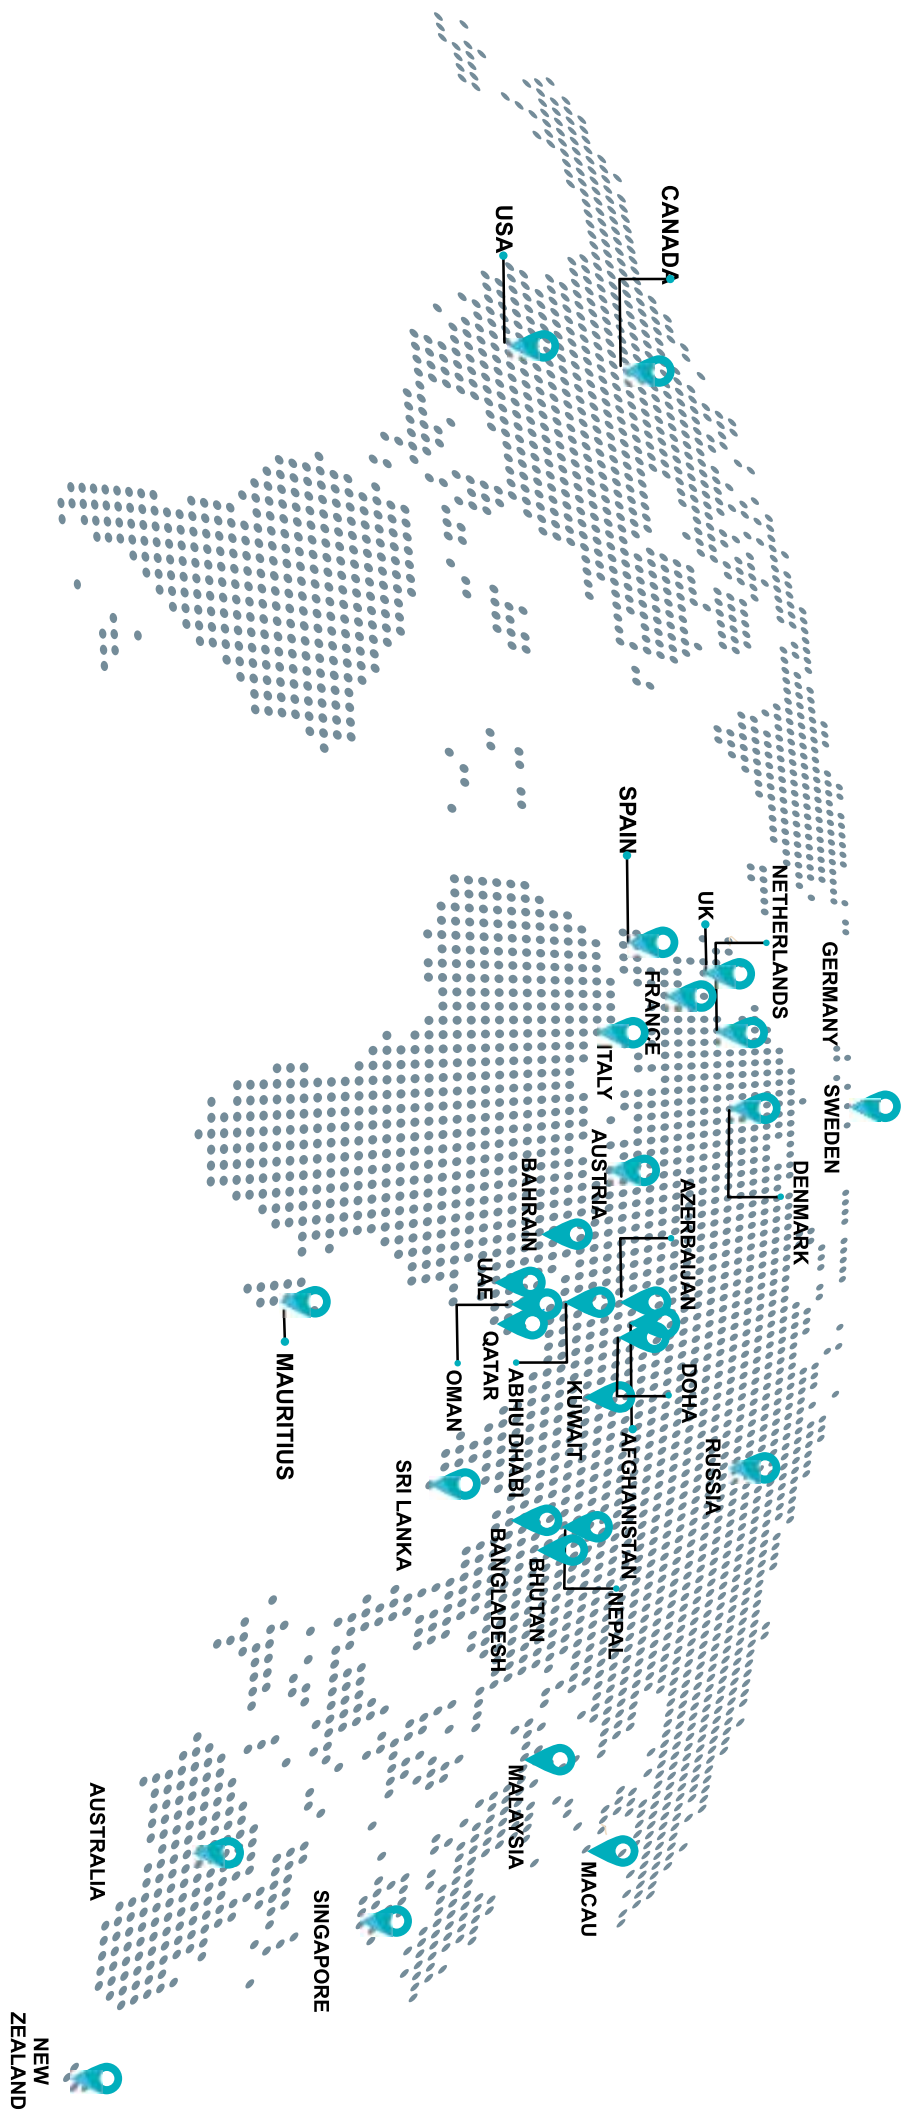 CANADA
USA
SPAIN
UK
NETHERLANDS
GERMANY
FRANCE
ITALY
SWEDEN
DENMARK
AUSTRIA
BAHRAIN
AZERBAIJAN
UAE
QATAR
OMAN
ABHU DHABI
KUWAIT
DOHA
AFGHANISTAN
RUSSIA
MAURITIUS
SRI LANKA
BANGLADESH
BHUTAN
NEPAL
MALAYSIA
MACAU
SINGAPORE
AUSTRALIA
NEW
ZEALAND